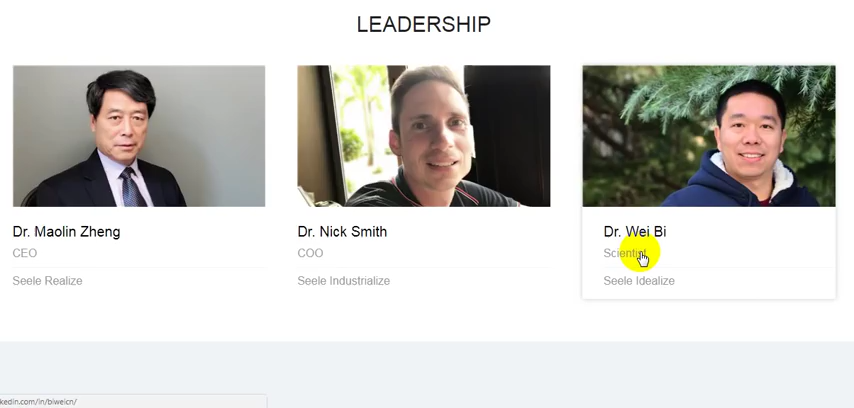 LEADERSHIP
Dr. Maolin Zheng
CEO
Seele Realize
Dr. Nick Smith
COO
Seele Industrialize
Dr. Wei Bi
Scientist
Seele Idealize
kedin.com/in/biweicn/